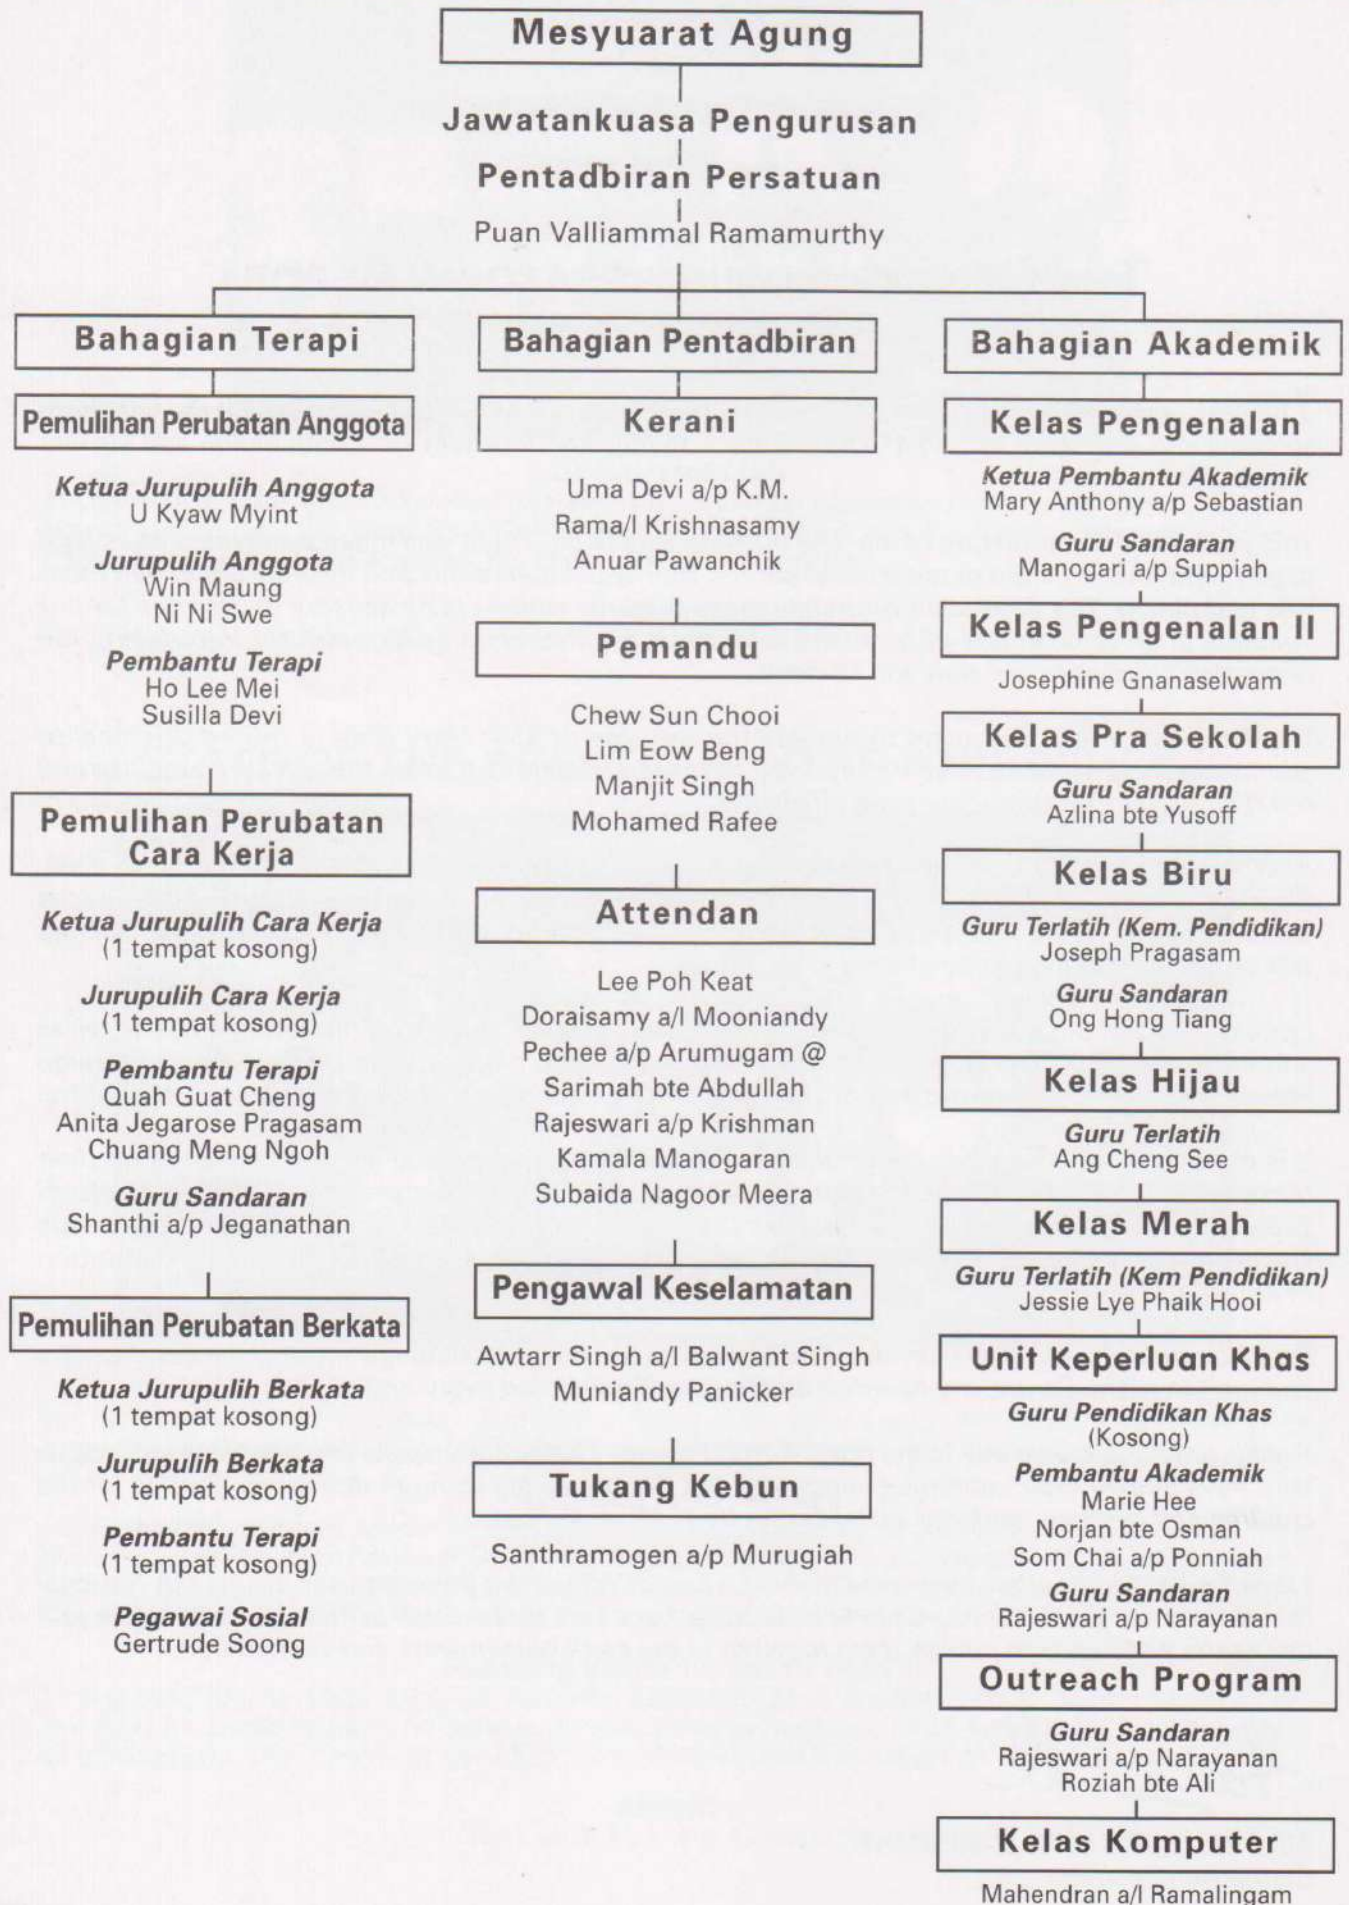 Mesyuarat Agung
Jawatankuasa Pengurusan
Pentadbiran Persatuan
Puan Valliammal Ramamurthy
Bahagian Terapi
Pemulihan Perubatan Anggota
Ketua Jurupulih Anggota
U Kyaw Myint
Jurupulih Anggota
Win Maung
Ni Ni Swe
Pembantu Terapi
Ho Lee Mei
Susilla Devi
Pemulihan Perubatan
Cara Kerja
Ketua Jurupulih Cara Kerja
(1 tempat kosong)
Jurupulih Cara Kerja
(1 tempat kosong)
Pembantu Terapi
Quah Guat Cheng
Anita Jegarose Pragasam
Chuang Meng Ngoh
Guru Sandaran
Shanthi a/p Jeganathan
Pemulihan Perubatan Berkata
Ketua Jurupulih Berkata
(1 tempat kosong)
Jurupulih Berkata
(1 tempat kosong)
Pembantu Terapi
(1 tempat kosong)
Pegawai Sosial
Gertrude Soong
Bahagian Pentadbiran
Kerani
Uma Devi a/p K.M.
Rama/l Krishnasamy
Anuar Pawanchik
Pemandu
Chew Sun Chooi
Lim Eow Beng
Manjit Singh
Mohamed Rafee
Attendan
Lee Poh Keat
Doraisamy a/l Mooniandy
Pechee a/p Arumugam @
Sarimah bte Abdullah
Rajeswari a/p Krishman
Kamala Manogaran
Subaida Nagoor Meera
Pengawal Keselamatan
Awtarr Singh a/l Balwant Singh
Muniandy Panicker
Tukang Kebun
Santhramogen a/p Murugiah
Bahagian Akademik
Kelas Pengenalan
Ketua Pembantu Akademik
Mary Anthony a/p Sebastian
Guru Sandaran
Manogari a/p Suppiah
Kelas Pengenalan II
Josephine Gnanaselwam
Kelas Pra Sekolah
Guru Sandaran
Azlina bte Yusoff
Kelas Biru
Guru Terlatih (Kem. Pendidikan)
Joseph Pragasam
Guru Sandaran
Ong Hong Tiang
Kelas Hijau
Guru Terlatih
Ang Cheng See
Kelas Merah
Guru Terlatih (Kem Pendidikan)
Jessie Lye Phaik Hooi
Unit Keperluan Khas
Guru Pendidikan Khas
(Kosong)
Pembantu Akademik
Marie Hee
Norjan bte Osman
Som Chai a/p Ponniah
Guru Sandaran
Rajeswari a/p Narayanan
Outreach Program
Guru Sandaran
Rajeswari a/p Narayanan
Roziah bte Ali
Kelas Komputer
Mahendran a/l Ramalingam